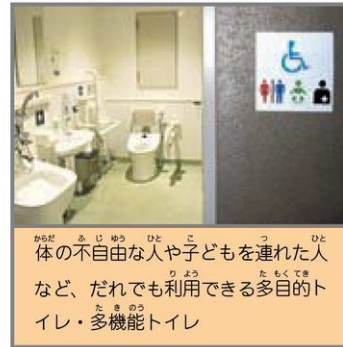 体の不自由な人や子どもを連れた人
など、だれでも利用できる多目的ト
イレ・多機能トイレ